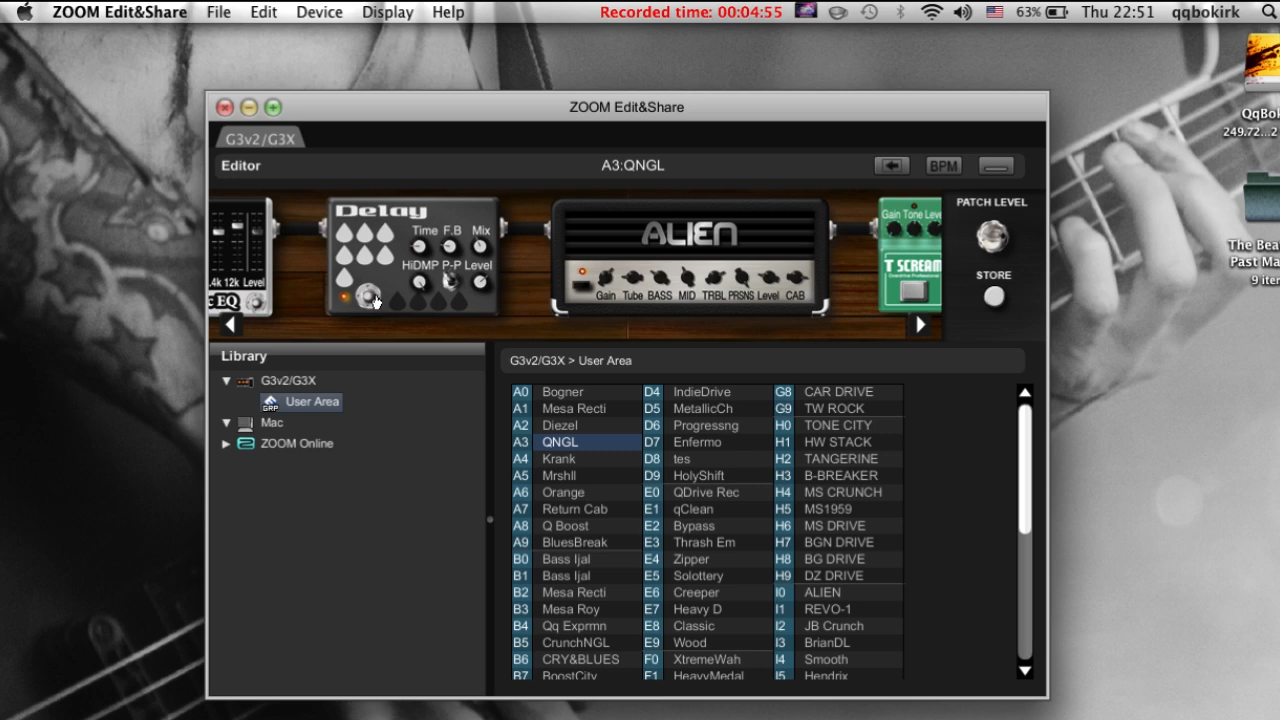 ZOOM Edit&Share File Edit Device Display Help Recorded time: 00:04:55 63% Thu 22:51 qqbokirk
ZOOM Edit&Share
G3v2/G3X
Editor A3:QNGL BPM
4k 12k Level
EQ
Delay
Time F.B Mix
HiDMP P-P Level
ALIEN
Gain Tube BASS MID TRBL PRSNS Level CAB
Gain Tone Leve
T SCREAM
PATCH LEVEL
STORE
QqBok
249.72...2
The Bea
Past Ma
9 iter
Library
G3v2/G3X
GRP User Area
Mac
ZOOM Online
G3v2/G3X > User Area
A0 Bogner D4 IndieDrive G8 CAR DRIVE
A1 Mesa Recti D5 MetallicCh G9 TW ROCK
A2 Diezel D6 Progressng H0 TONE CITY
A3 QNGL D7 Enfermo H1 HW STACK
A4 Krank D8 tes H2 TANGERINE
A5 Mrshll D9 HolyShift H3 B-BREAKER
A6 Orange E0 QDrive Rec H4 MS CRUNCH
A7 Return Cab E1 qClean H5 MS1959
A8 Q Boost E2 Bypass H6 MS DRIVE
A9 BluesBreak E3 Thrash Em H7 BGN DRIVE
B0 Bass Ijal E4 Zipper H8 BG DRIVE
B1 Bass Ijal E5 Solottery H9 DZ DRIVE
B2 Mesa Recti E6 Creeper I0 ALIEN
B3 Mesa Roy E7 Heavy D I1 REVO-1
B4 Qq Exprmn E8 Classic I2 JB Crunch
B5 CrunchNGL E9 Wood I3 BrianDL
B6 CRY&BLUES F0 XtremeWah I4 Smooth
B7 BoostCity F1 HeavyMedal I5 Hendrix